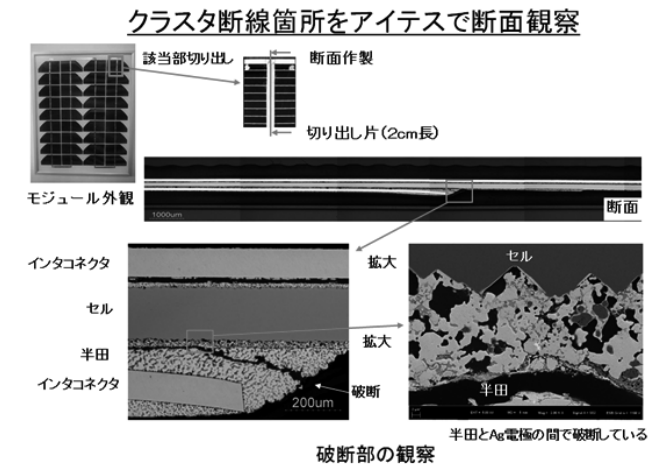 クラスタ断線箇所をアイテスで断面観察
該当部切り出し
断面作製
切り出し片(2cm長)
モジュール外観
1000um
断面
インタコネクタ
拡大
セル
セル
拡大
半田
インタコネクタ
破断
半田
200um
半田とAg電極の間で破断している
破断部の観察